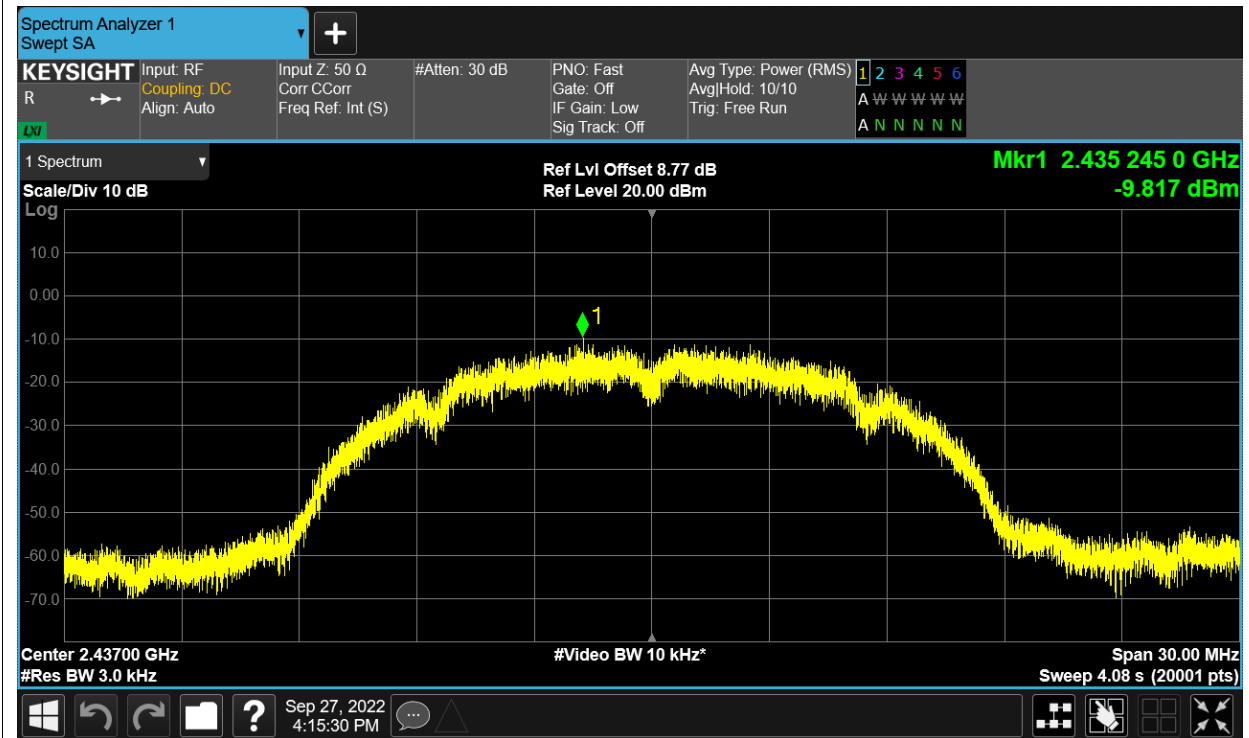 Spectrum Analyzer 1
Swept SA
KEYSIGHT
R
LXI
Input: RF
Coupling: DC
Align: Auto
Input Z: 50 Ω
Corr CCorr
Freq Ref: Int (S)
#Atten: 30 dB
PNO: Fast
Gate: Off
IF Gain: Low
Sig Track: Off
Avg Type: Power (RMS)
Avg|Hold: 10/10
Trig: Free Run
1 2 3 4 5 6
A W W W W W
A N N N N N
1 Spectrum
Scale/Div 10 dB
Log
Ref Lvl Offset 8.77 dB
Ref Level 20.00 dBm
Mkr1 2.435 245 0 GHz
-9.817 dBm
10.0
0.00
-10.0
-20.0
-30.0
-40.0
-50.0
-60.0
-70.0
1
Center 2.43700 GHz
#Res BW 3.0 kHz
#Video BW 10 kHz*
Span 30.00 MHz
Sweep 4.08 s (20001 pts)
?
Sep 27, 2022
4:15:30 PM